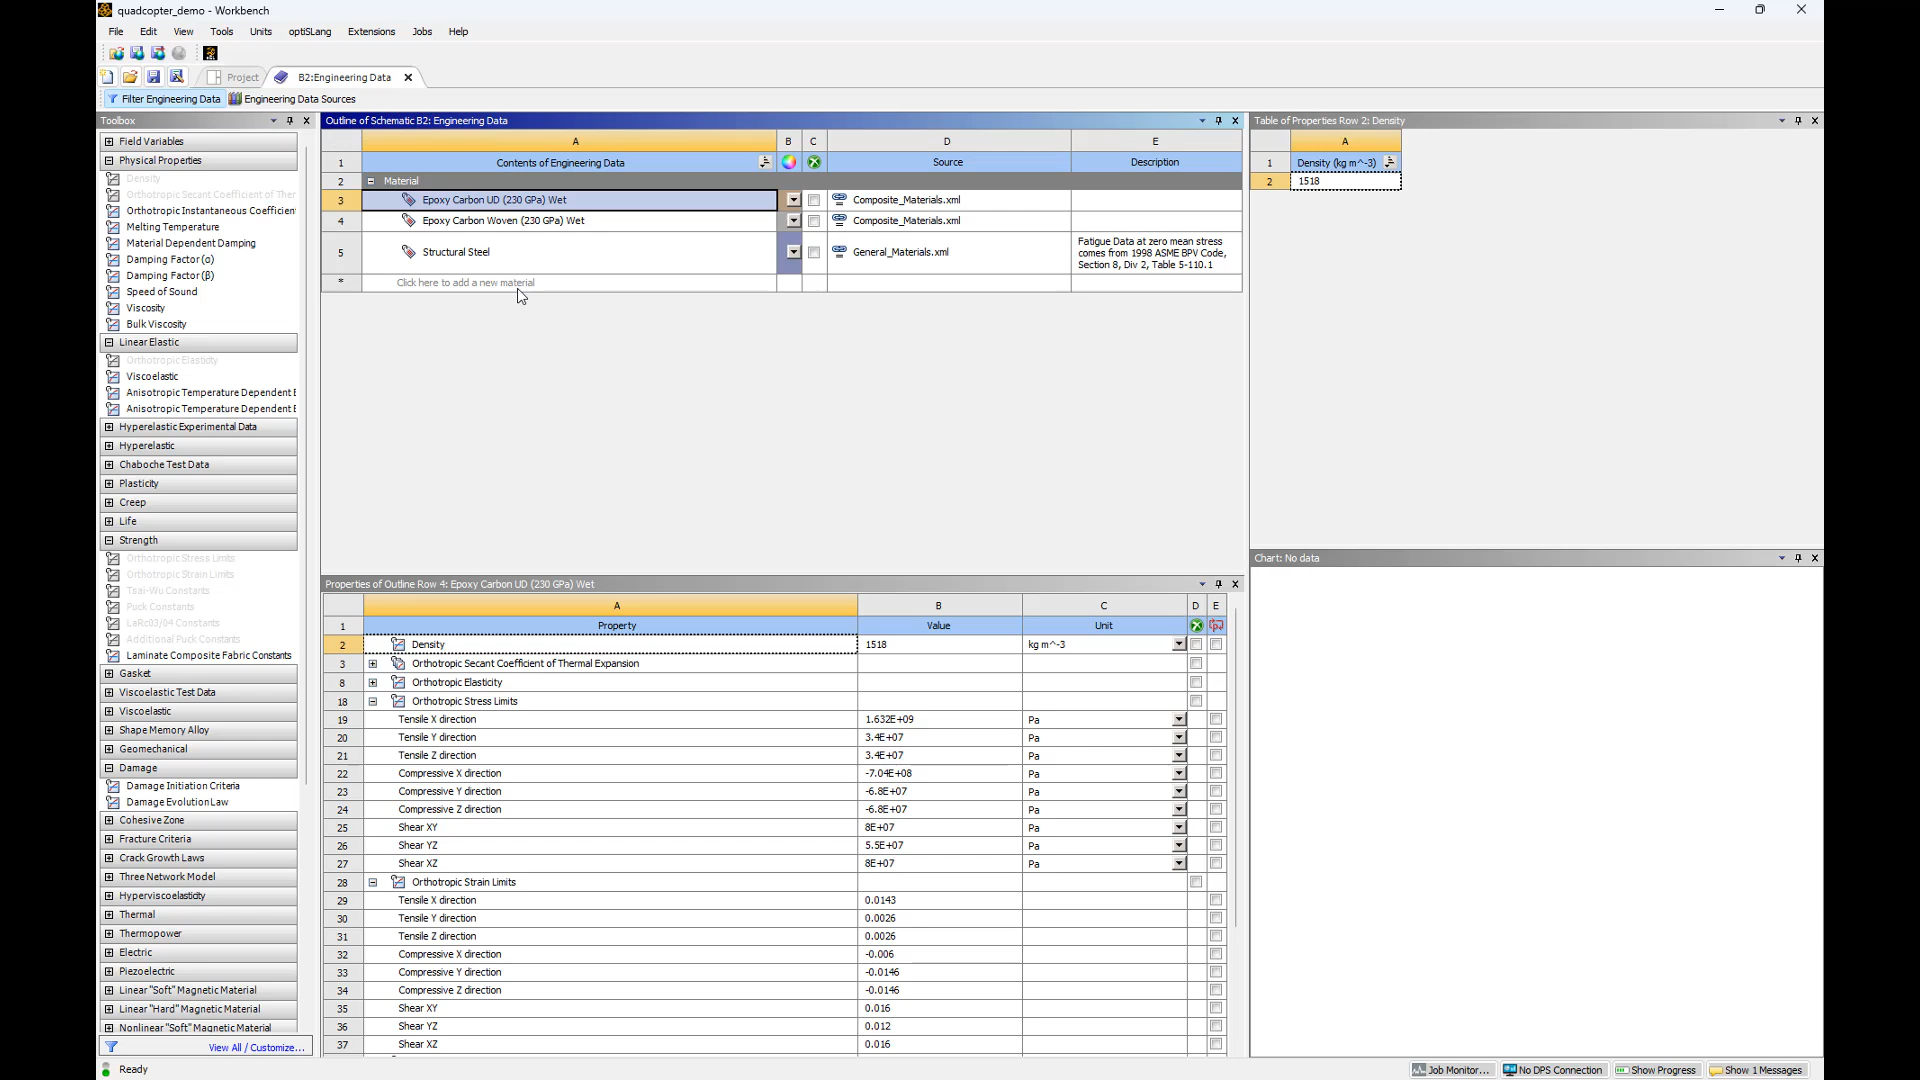 quadcopter_demo - Workbench
File Edit View Tools Units optiSLang Extensions Jobs Help
Project B2:Engineering Data
Filter Engineering Data Engineering Data Sources
Toolbox
Field Variables
Physical Properties
Density
Orthotropic Secant Coefficient of Ther
Orthotropic Instantaneous Coefficien
Melting Temperature
Material Dependent Damping
Damping Factor (α)
Damping Factor (β)
Speed of Sound
Viscosity
Bulk Viscosity
Linear Elastic
Orthotropic Elasticity
Viscoelastic
Anisotropic Temperature Dependent E
Anisotropic Temperature Dependent E
Hyperelastic Experimental Data
Hyperelastic
Chaboche Test Data
Plasticity
Creep
Life
Strength
Orthotropic Stress Limits
Orthotropic Strain Limits
Tsai-Wu Constants
Puck Constants
LaRc03/04 Constants
Additional Puck Constants
Laminate Composite Fabric Constants
Gasket
Viscoelastic Test Data
Viscoelastic
Shape Memory Alloy
Geomechanical
Damage
Damage Initiation Criteria
Damage Evolution Law
Cohesive Zone
Fracture Criteria
Crack Growth Laws
Three Network Model
Hyperviscoelasticity
Thermal
Thermopower
Electric
Piezoelectric
Linear "Soft" Magnetic Material
Linear "Hard" Magnetic Material
Nonlinear "Soft" Magnetic Material
View All / Customize...
Outline of Schematic B2: Engineering Data
A B C D E
1 Contents of Engineering Data Source Description
2 Material
3 Epoxy Carbon UD (230 GPa) Wet Composite_Materials.xml
4 Epoxy Carbon Woven (230 GPa) Wet Composite_Materials.xml
5 Structural Steel General_Materials.xml
Fatigue Data at zero mean stress
comes from 1998 ASME BPV Code,
Section 8, Div 2, Table 5-110.1
* Click here to add a new material
Properties of Outline Row 4: Epoxy Carbon UD (230 GPa) Wet
A B C D E
1 Property Value Unit
2 Density 1518 kg m^-3
3 Orthotropic Secant Coefficient of Thermal Expansion
8 Orthotropic Elasticity
18 Orthotropic Stress Limits
19 Tensile X direction 1.632E+09 Pa
20 Tensile Y direction 3.4E+07 Pa
21 Tensile Z direction 3.4E+07 Pa
22 Compressive X direction -7.04E+08 Pa
23 Compressive Y direction -6.8E+07 Pa
24 Compressive Z direction -6.8E+07 Pa
25 Shear XY 8E+07 Pa
26 Shear YZ 5.5E+07 Pa
27 Shear XZ 8E+07 Pa
28 Orthotropic Strain Limits
29 Tensile X direction 0.0143
30 Tensile Y direction 0.0026
31 Tensile Z direction 0.0026
32 Compressive X direction -0.006
33 Compressive Y direction -0.0146
34 Compressive Z direction -0.0146
35 Shear XY 0.016
36 Shear YZ 0.012
37 Shear XZ 0.016
Table of Properties Row 2: Density
A
1 Density (kg m^-3)
2 1518
Chart: No data
Ready
Job Monitor... No DPS Connection Show Progress Show 1 Messages